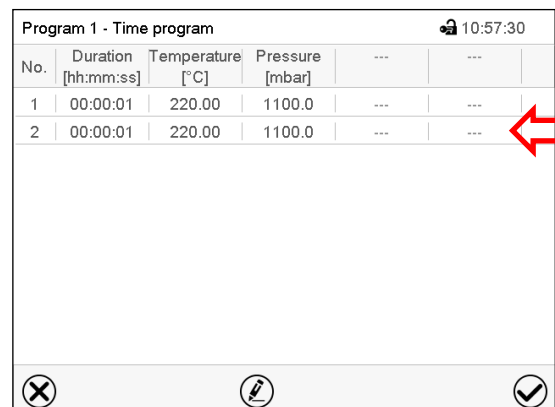 Program 1 - Time program 10:57:30
No. Duration [hh:mm:ss] Temperature [°C] Pressure [mbar] --- ---
1 00:00:01 220.00 1100.0 --- ---
2 00:00:01 220.00 1100.0 --- ---